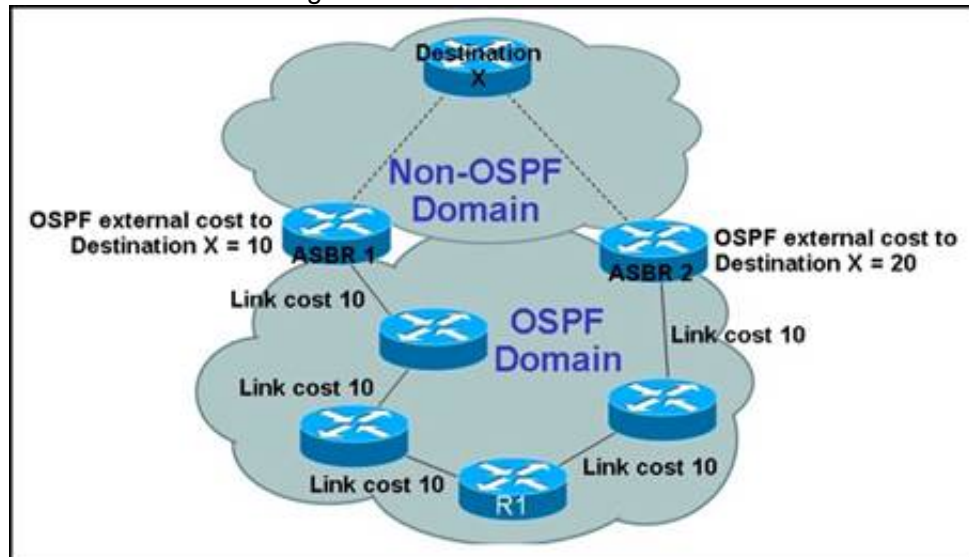 Destination
X
Non-OSPF
Domain
OSPF external cost to
Destination X = 10
ASBR 1
ASBR 2
OSPF external cost to
Destination X = 20
Link cost 10
OSPF
Domain
Link cost 10
Link cost 10
Link cost 10
Link cost 10
R1